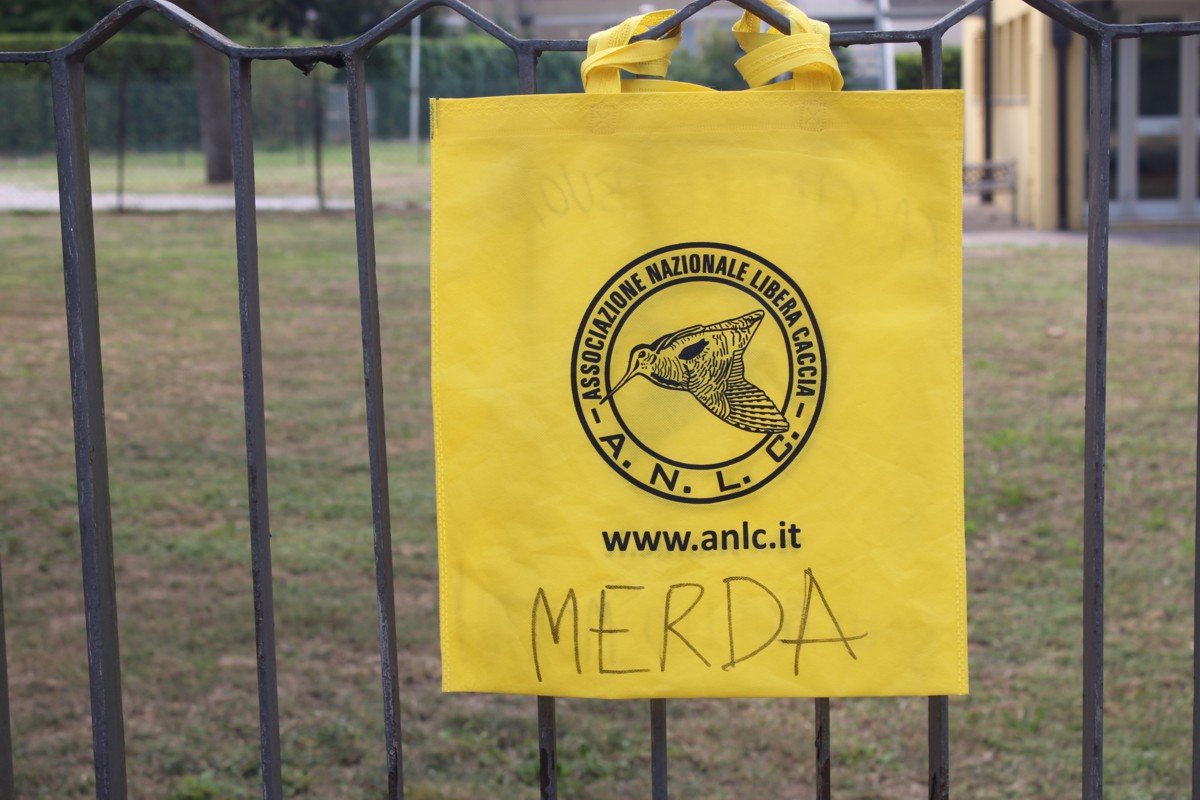 - ASSOCIAZIONE NAZIONALE LIBERA CACCIA -
A. N. L. C.
www.anlc.it
MERDA